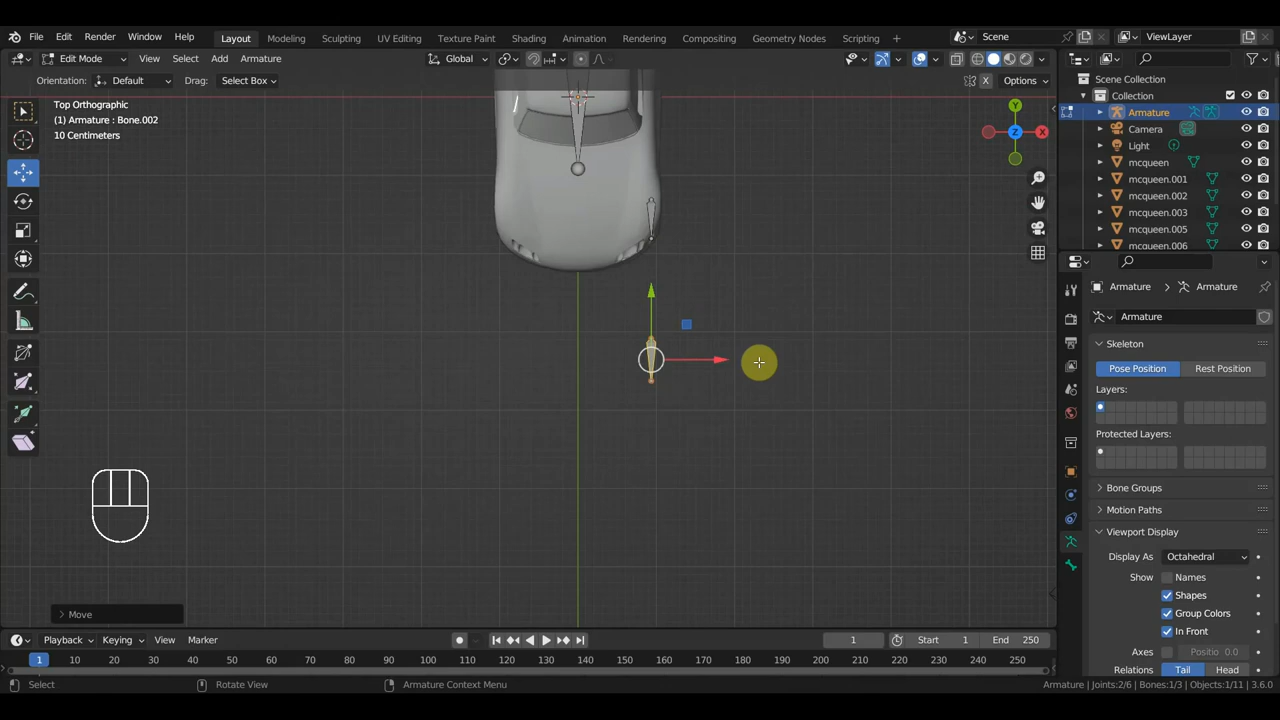 File Edit Render Window Help Layout Modeling Sculpting UV Editing Texture Paint Shading Animation Rendering Compositing Geometry Nodes Scripting + Scene ViewLayer
Edit Mode View Select Add Armature Global X Options
Orientation: Default Drag: Select Box
Top Orthographic
(1) Armature : Bone.002
10 Centimeters
Y
X
Z
Scene Collection
Collection
Armature
Camera
Light
mcqueen
mcqueen.001
mcqueen.002
mcqueen.003
mcqueen.005
mcqueen.006
Armature > Armature
Armature
Skeleton
Pose Position Rest Position
Layers:
Protected Layers:
Bone Groups
Motion Paths
Viewport Display
Display As Octahedral
Show Names
Shapes
Group Colors
In Front
Axes Positio 0.0
Relations Tail Head
Move
Playback Keying View Marker 1 Start 1 End 250
1 10 20 30 40 50 60 70 80 90 100 110 120 130 140 150 160 170 180 190 200 210 220 230 240 250
Select Rotate View Armature Context Menu Armature | Joints:2/6 | Bones:1/3 | Objects:1/11 | 3.6.0